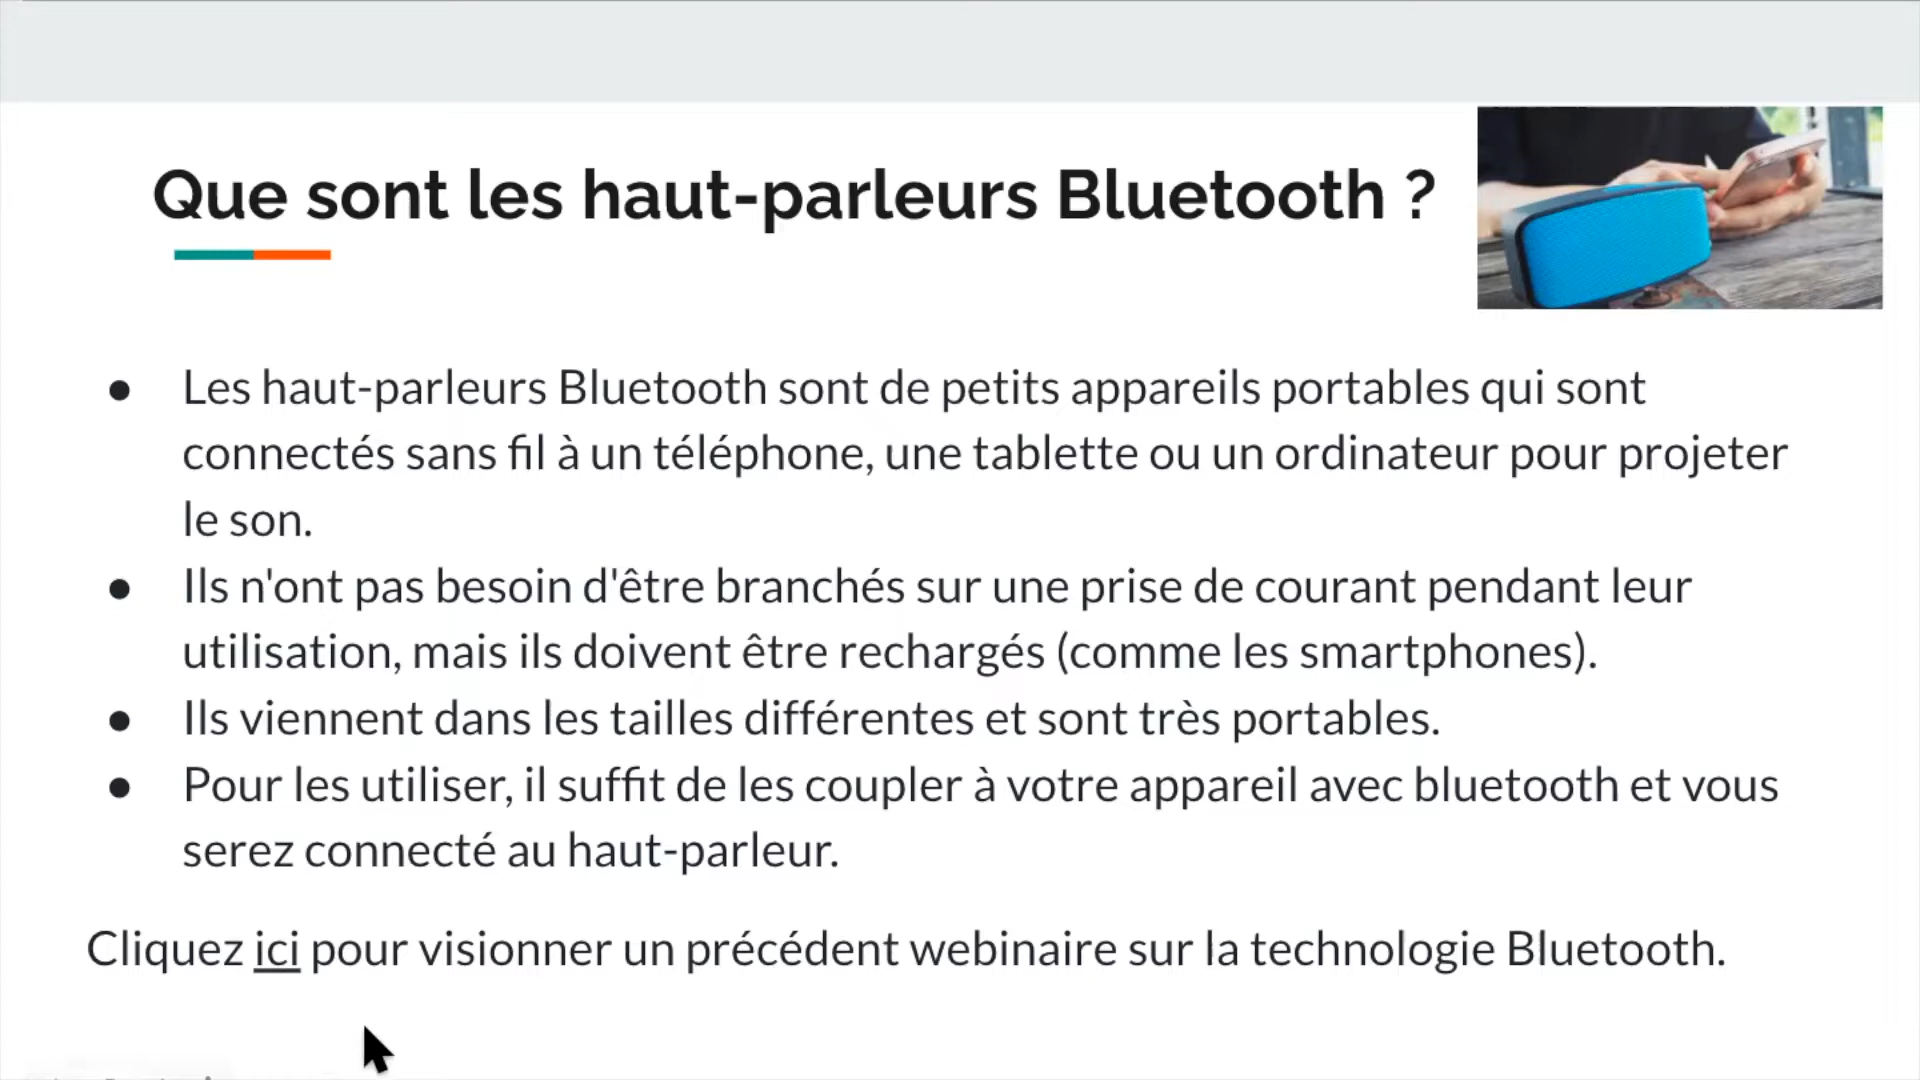 Que sont les haut-parleurs Bluetooth ?
● Les haut-parleurs Bluetooth sont de petits appareils portables qui sont
connectés sans fil à un téléphone, une tablette ou un ordinateur pour projeter
le son.
● Ils n'ont pas besoin d'être branchés sur une prise de courant pendant leur
utilisation, mais ils doivent être rechargés (comme les smartphones).
● Ils viennent dans les tailles différentes et sont très portables.
● Pour les utiliser, il suffit de les coupler à votre appareil avec bluetooth et vous
serez connecté au haut-parleur.
Cliquez ici pour visionner un précédent webinaire sur la technologie Bluetooth.